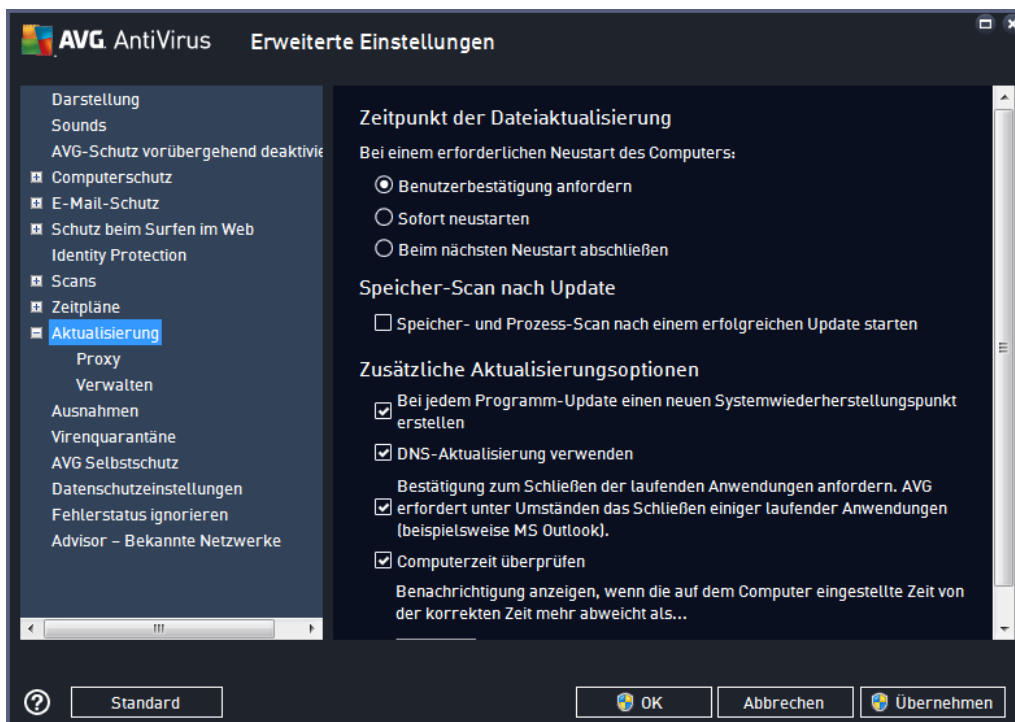 AVG AntiVirus Erweiterte Einstellungen
Darstellung
Sounds
AVG-Schutz vorübergehend deaktivie
Computerschutz
E-Mail-Schutz
Schutz beim Surfen im Web
Identity Protection
Scans
Zeitpläne
Aktualisierung
Proxy
Verwalten
Ausnahmen
Virenquarantäne
AVG Selbstschutz
Datenschutzeinstellungen
Fehlerstatus ignorieren
Advisor – Bekannte Netzwerke
Zeitpunkt der Dateiaktualisierung
Bei einem erforderlichen Neustart des Computers:
Benutzerbestätigung anfordern
Sofort neustarten
Beim nächsten Neustart abschließen
Speicher-Scan nach Update
Speicher- und Prozess-Scan nach einem erfolgreichen Update starten
Zusätzliche Aktualisierungsoptionen
Bei jedem Programm-Update einen neuen Systemwiederherstellungspunkt
erstellen
DNS-Aktualisierung verwenden
Bestätigung zum Schließen der laufenden Anwendungen anfordern. AVG
erfordert unter Umständen das Schließen einiger laufender Anwendungen
(beispielsweise MS Outlook).
Computerzeit überprüfen
Benachrichtigung anzeigen, wenn die auf dem Computer eingestellte Zeit von
der korrekten Zeit mehr abweicht als...
Standard
OK
Abbrechen
Übernehmen